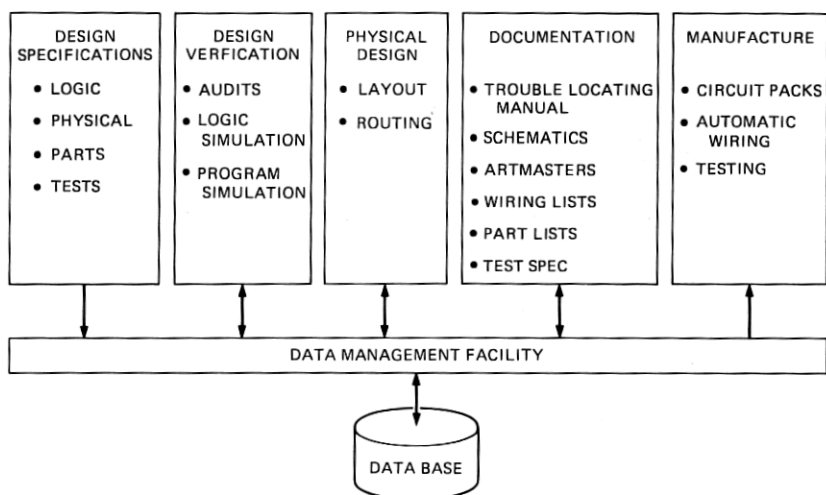 DESIGN
SPECIFICATIONS
• LOGIC
• PHYSICAL
• PARTS
• TESTS
DESIGN
VERFICATION
• AUDITS
• LOGIC
SIMULATION
• PROGRAM
SIMULATION
PHYSICAL
DESIGN
• LAYOUT
• ROUTING
DOCUMENTATION
• TROUBLE LOCATING
MANUAL
• SCHEMATICS
• ARTMASTERS
• WIRING LISTS
• PART LISTS
• TEST SPEC
MANUFACTURE
• CIRCUIT PACKS
• AUTOMATIC
WIRING
• TESTING
DATA MANAGEMENT FACILITY
DATA BASE